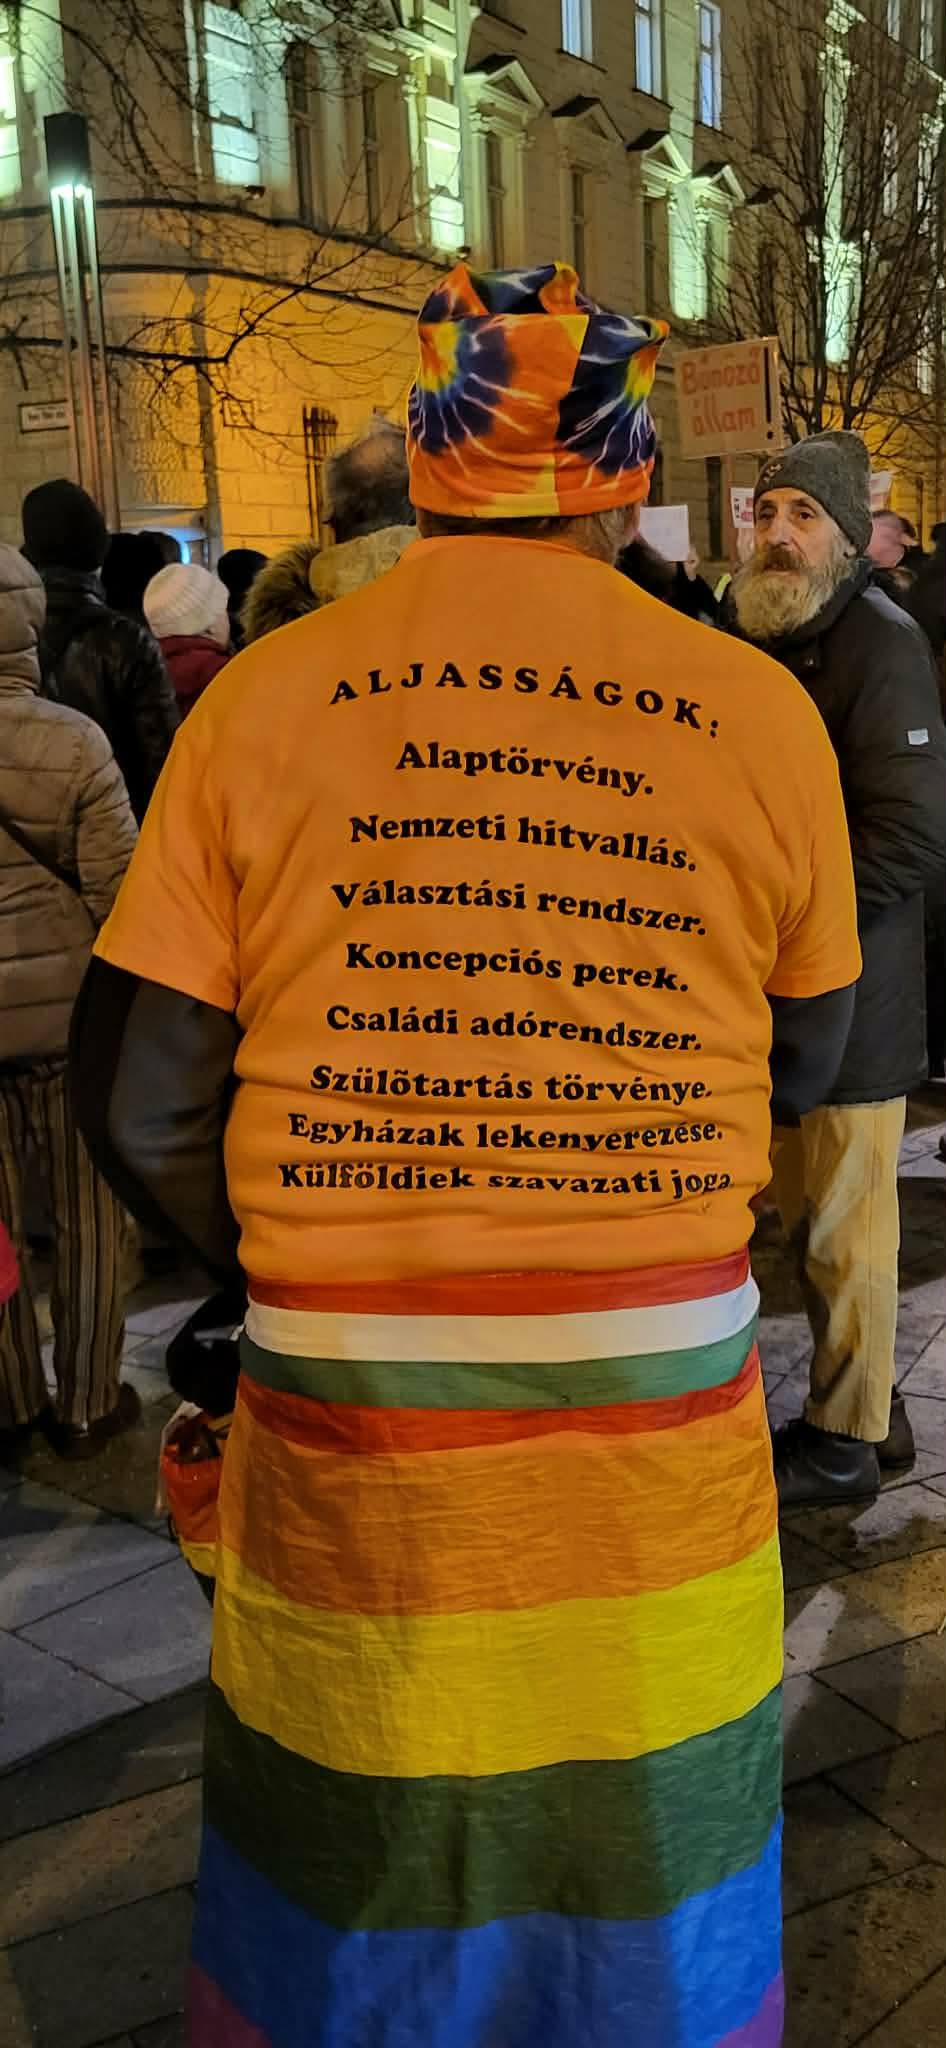 Bűnöző
állam!
ALJASSÁGOK:
Alaptörvény.
Nemzeti hitvallás.
Választási rendszer.
Koncepciós perek.
Családi adórendszer.
Szülõtartás törvénye.
Egyházak lekenyerezése.
Külföldiek szavazati joga.